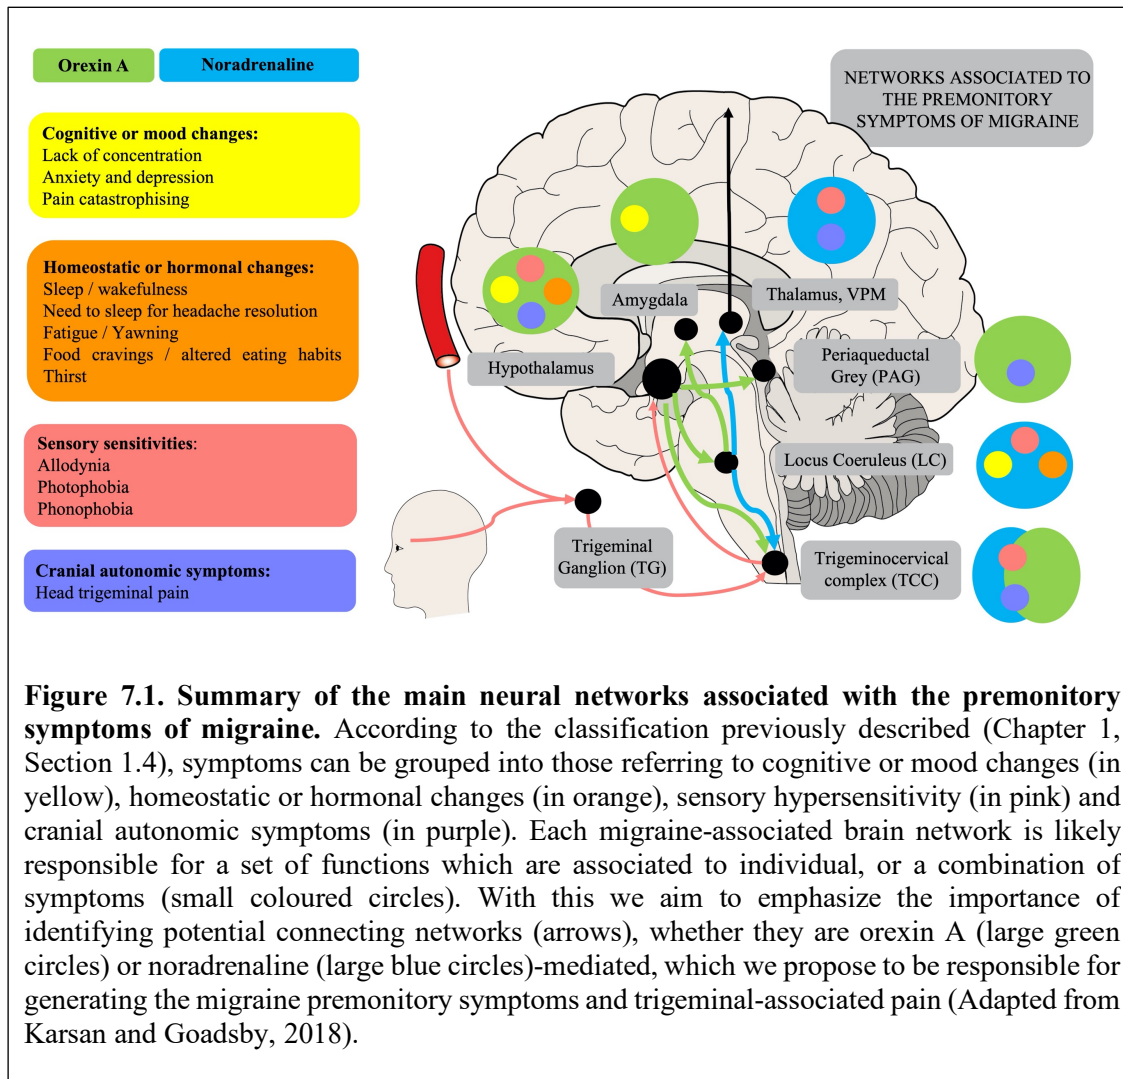 Orexin A
Noradrenaline
NETWORKS ASSOCIATED TO
THE PREMONITORY
SYMPTOMS OF MIGRAINE
Cognitive or mood changes:
Lack of concentration
Anxiety and depression
Pain catastrophising
Homeostatic or hormonal changes:
Sleep / wakefulness
Need to sleep for headache resolution
Fatigue / Yawning
Food cravings / altered eating habits
Thirst
Sensory sensitivities:
Allodynia
Photophobia
Phonophobia
Cranial autonomic symptoms:
Head trigeminal pain
Amygdala
Thalamus, VPM
Hypothalamus
Periaqueductal
Grey (PAG)
Locus Coeruleus (LC)
Trigeminal
Ganglion (TG)
Trigeminocervical
complex (TCC)
Figure 7.1. Summary of the main neural networks associated with the premonitory
symptoms of migraine. According to the classification previously described (Chapter 1,
Section 1.4), symptoms can be grouped into those referring to cognitive or mood changes (in
yellow), homeostatic or hormonal changes (in orange), sensory hypersensitivity (in pink) and
cranial autonomic symptoms (in purple). Each migraine-associated brain network is likely
responsible for a set of functions which are associated to individual, or a combination of
symptoms (small coloured circles). With this we aim to emphasize the importance of
identifying potential connecting networks (arrows), whether they are orexin A (large green
circles) or noradrenaline (large blue circles)-mediated, which we propose to be responsible for
generating the migraine premonitory symptoms and trigeminal-associated pain (Adapted from
Karsan and Goadsby, 2018).